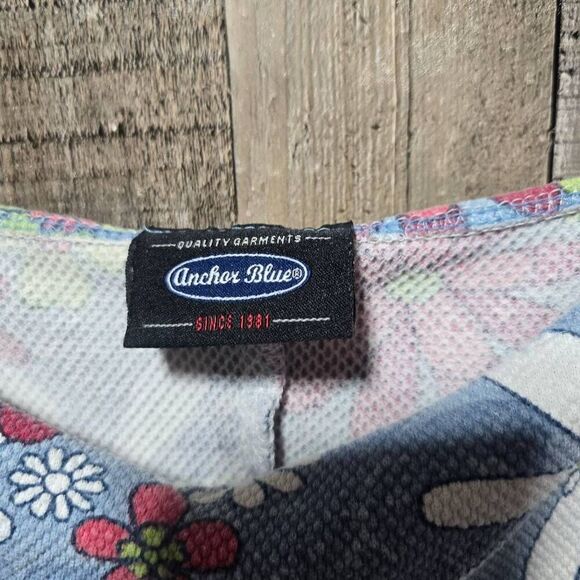 QUALITY GARMENTS
Anchor Blue®
SINCE 1981